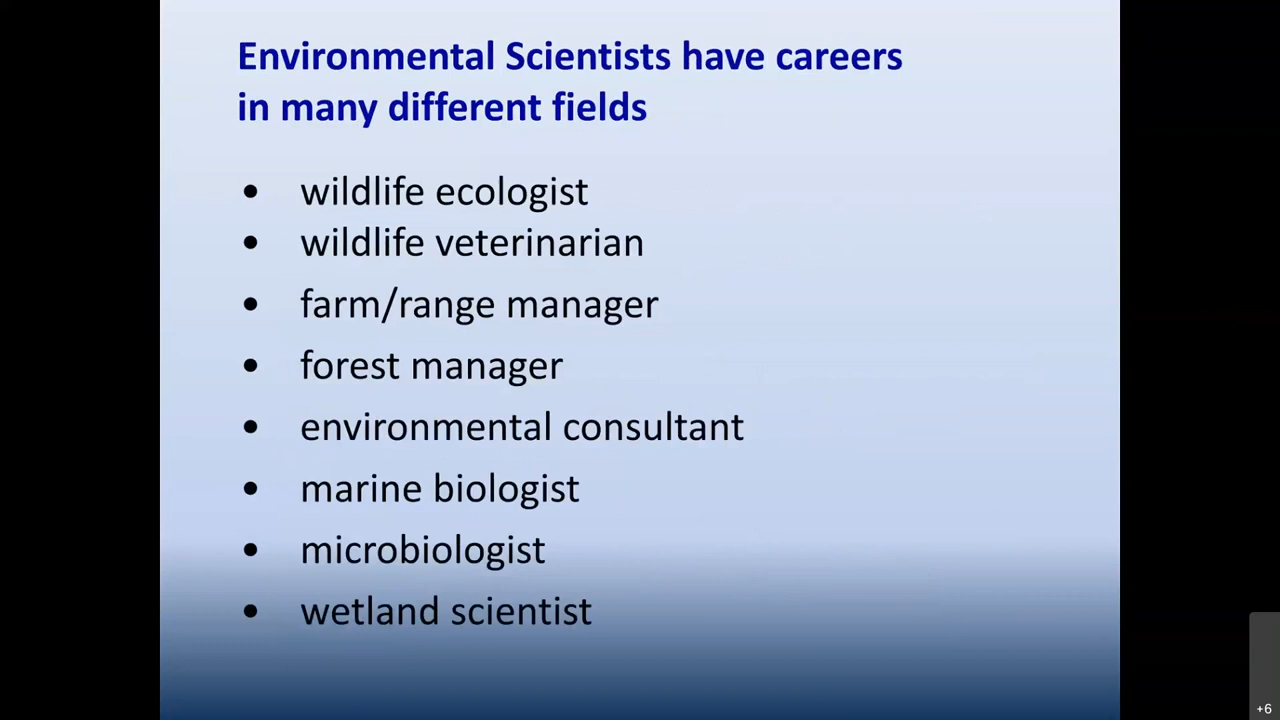 Environmental Scientists have careers
in many different fields
• wildlife ecologist
• wildlife veterinarian
• farm/range manager
• forest manager
• environmental consultant
• marine biologist
• microbiologist
• wetland scientist
+6